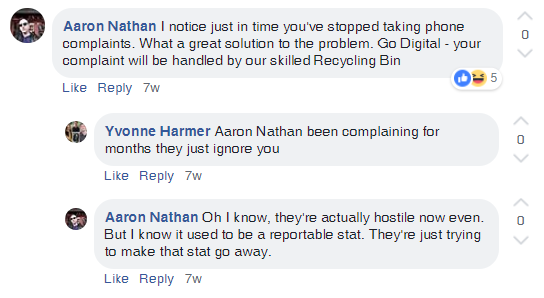 Aaron Nathan I notice just in time you've stopped taking phone
complaints. What a great solution to the problem. Go Digital - your
complaint will be handled by our skilled Recycling Bin
0
5
Like Reply 7w
Yvonne Harmer Aaron Nathan been complaining for
months they just ignore you
0
Like Reply 7w
Aaron Nathan Oh I know, they're actually hostile now even.
But I know it used to be a reportable stat. They're just trying
to make that stat go away.
0
Like Reply 7w